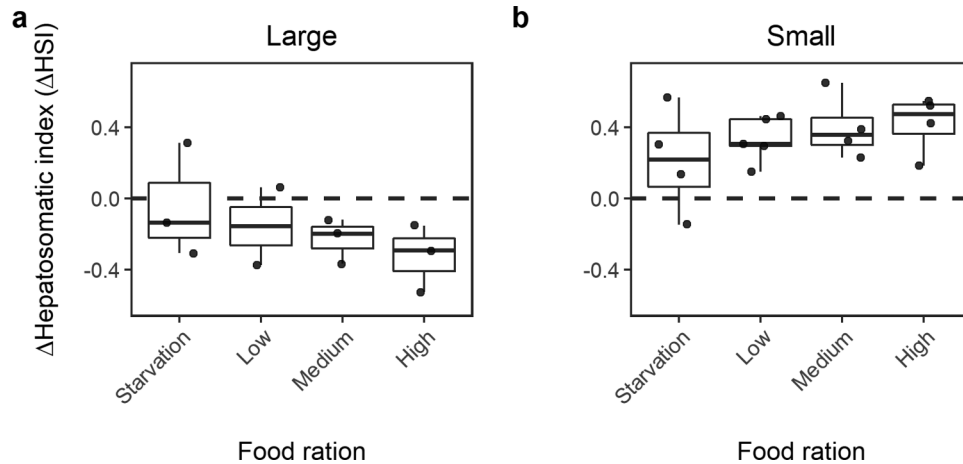 a
Large
ΔHepatosomatic index (ΔHSI)
0.4
0.0
-0.4
Starvation
Low
Medium
High
Food ration
b
Small
0.4
0.0
-0.4
Starvation
Low
Medium
High
Food ration